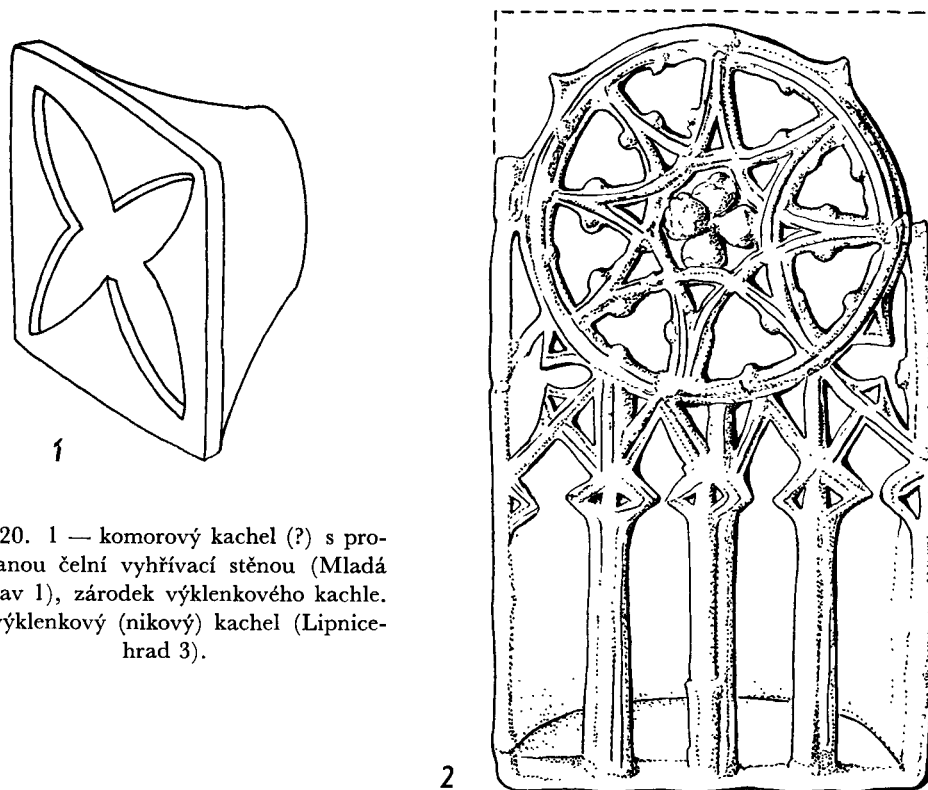 1
20. 1 — komorový kachel (?) s pro-
anou čelní vyhřívací stěnou (Mladá
av 1), zárodek výklenkového kachle.
výklenkový (nikový) kachel (Lipnice-
hrad 3).
2